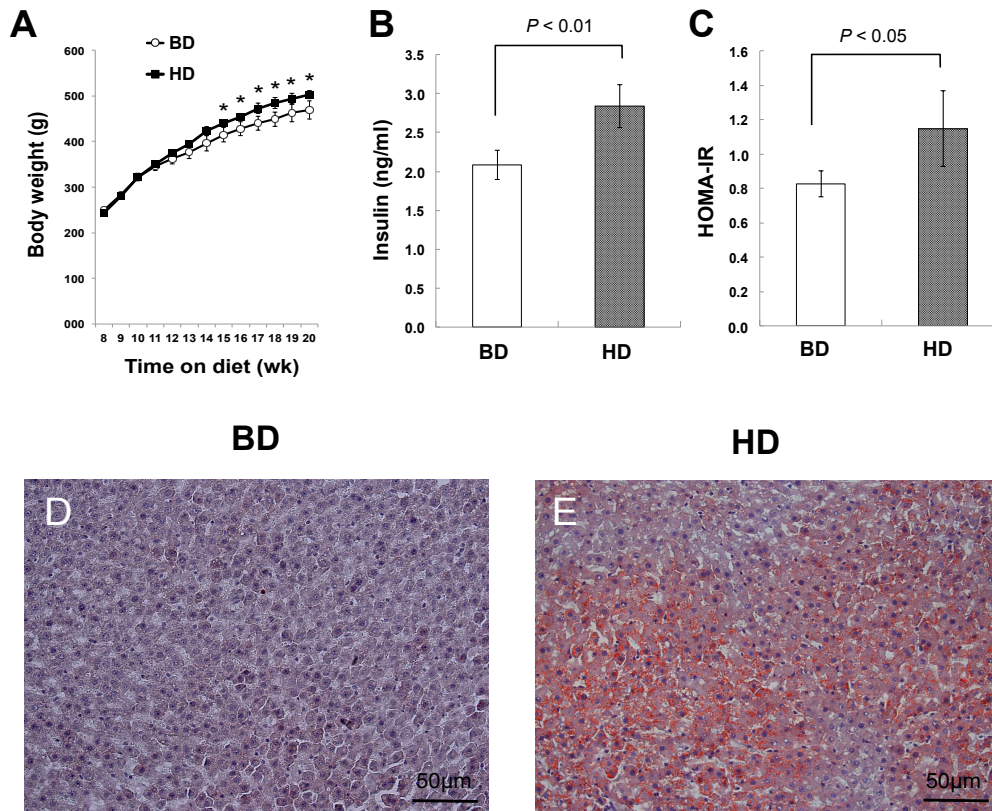 A
BD
HD
Body weight (g)
600
500
400
300
200
100
000
* * * * * *
8 9 10 11 12 13 14 15 16 17 18 19 20
Time on diet (wk)
B
P < 0.01
Insulin (ng/ml)
3.5
3.0
2.5
2.0
1.5
1.0
0.5
0.0
BD HD
C
P < 0.05
HOMA-IR
1.6
1.4
1.2
1.0
0.8
0.6
0.4
0.2
0.0
BD HD
BD HD
D
50μm
E
50μm